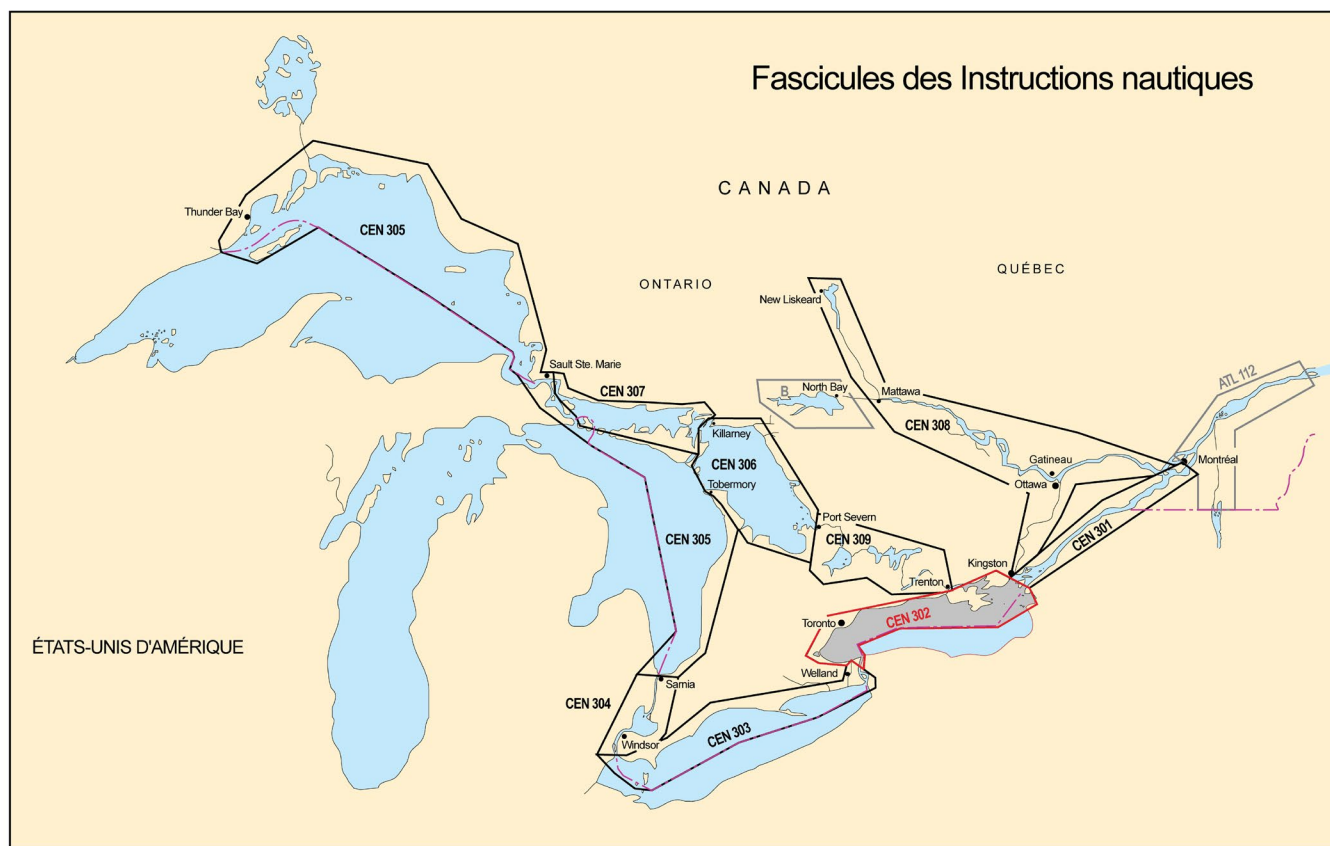 Fascicules des Instructions nautiques
CANADA
Thunder Bay
CEN 305
QUÉBEC
ONTARIO
New Liskeard
Sault Ste. Marie
ATL 112
B
North Bay
Mattawa
CEN 307
Killarney
CEN 308
CEN 306
Gatineau
Montréal
Ottawa
Tobermory
Port Severn
CEN 301
CEN 305
CEN 309
Kingston
Trenton
CEN 302
Toronto
ÉTATS-UNIS D'AMÉRIQUE
Welland
Sarnia
CEN 304
CEN 303
Windsor